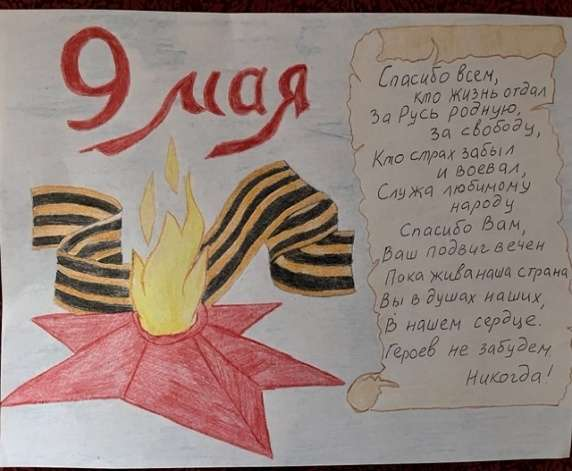 9 мая
Спасибо всем,
кто жизнь отдал
За Русь родную,
за свободу,
Кто страх забыл
и воевал,
Служа любимому
народу
Спасибо Вам,
Ваш подвиг вечен
Пока жива наша страна
Вы в душах наших,
В нашем сердце.
Героев не забудем
Никогда!